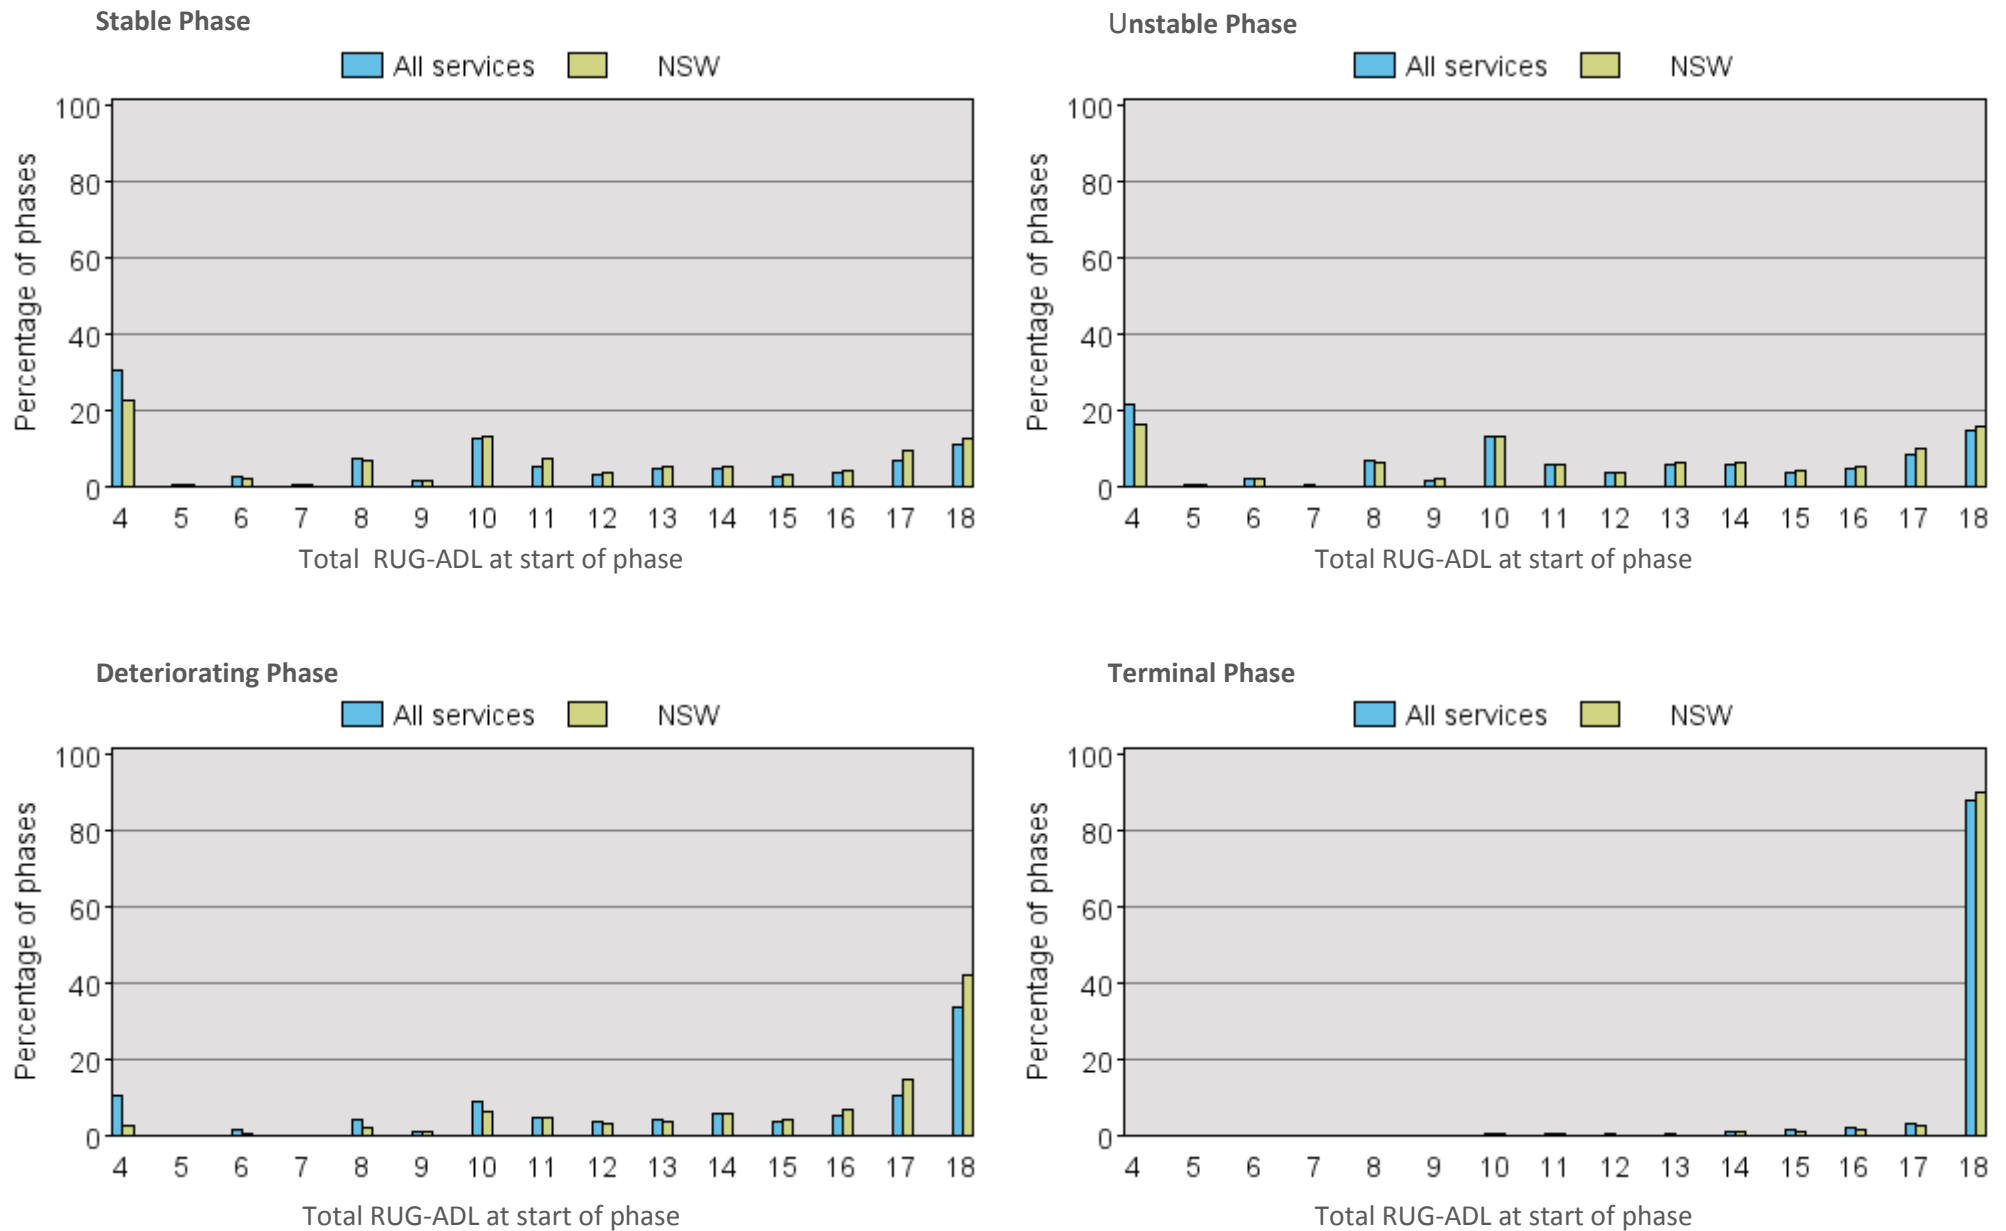 Stable Phase
All services NSW
Percentage of phases
100
80
60
40
20
0
4 5 6 7 8 9 10 11 12 13 14 15 16 17 18
Total RUG-ADL at start of phase
Unstable Phase
All services NSW
Percentage of phases
100
80
60
40
20
0
4 5 6 7 8 9 10 11 12 13 14 15 16 17 18
Total RUG-ADL at start of phase
Deteriorating Phase
All services NSW
Percentage of phases
100
80
60
40
20
0
4 5 6 7 8 9 10 11 12 13 14 15 16 17 18
Total RUG-ADL at start of phase
Terminal Phase
All services NSW
Percentage of phases
100
80
60
40
20
0
4 5 6 7 8 9 10 11 12 13 14 15 16 17 18
Total RUG-ADL at start of phase